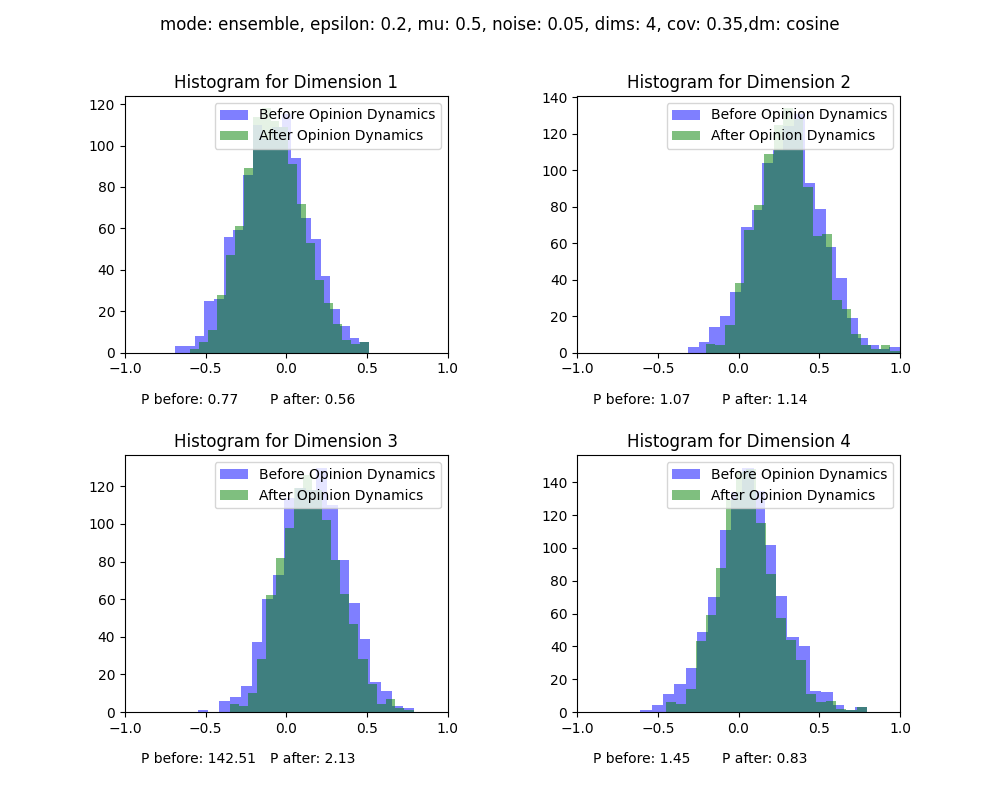 mode: ensemble, epsilon: 0.2, mu: 0.5, noise: 0.05, dims: 4, cov: 0.35,dm: cosine
Histogram for Dimension 1
Before Opinion Dynamics
After Opinion Dynamics
120
100
80
60
40
20
0
−1.0 −0.5 0.0 0.5 1.0
P before: 0.77 P after: 0.56
Histogram for Dimension 2
Before Opinion Dynamics
After Opinion Dynamics
140
120
100
80
60
40
20
0
−1.0 −0.5 0.0 0.5 1.0
P before: 1.07 P after: 1.14
Histogram for Dimension 3
Before Opinion Dynamics
After Opinion Dynamics
120
100
80
60
40
20
0
−1.0 −0.5 0.0 0.5 1.0
P before: 142.51 P after: 2.13
Histogram for Dimension 4
Before Opinion Dynamics
After Opinion Dynamics
140
120
100
80
60
40
20
0
−1.0 −0.5 0.0 0.5 1.0
P before: 1.45 P after: 0.83